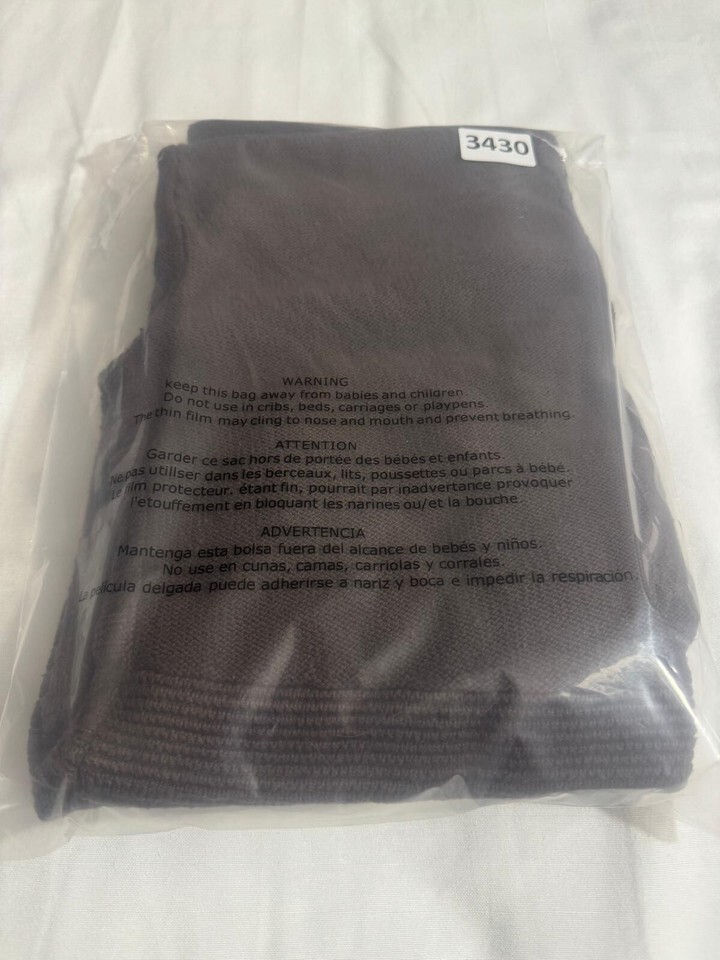 3430
WARNING
keep this bag away from babies and children.
Do not use in cribs, beds, carriages or playpens.
The thin film may cling to nose and mouth and prevent breathing.
ATTENTION
Garder ce sac hors de portée des bébés et enfants.
Ne pas utiliser dans les berceaux, lits, poussettes ou parcs à bébé.
Le film protecteur, étant fin, pourrait par inadvertance provoquer
l'etouffement en bloquant les narines ou/et la bouche.
ADVERTENCIA
Mantenga esta bolsa fuera del alcance de bebés y niños.
No use en cunas, camas, carriolas y corrales.
La película delgada puede adherirse a nariz y boca e impedir la respiración.